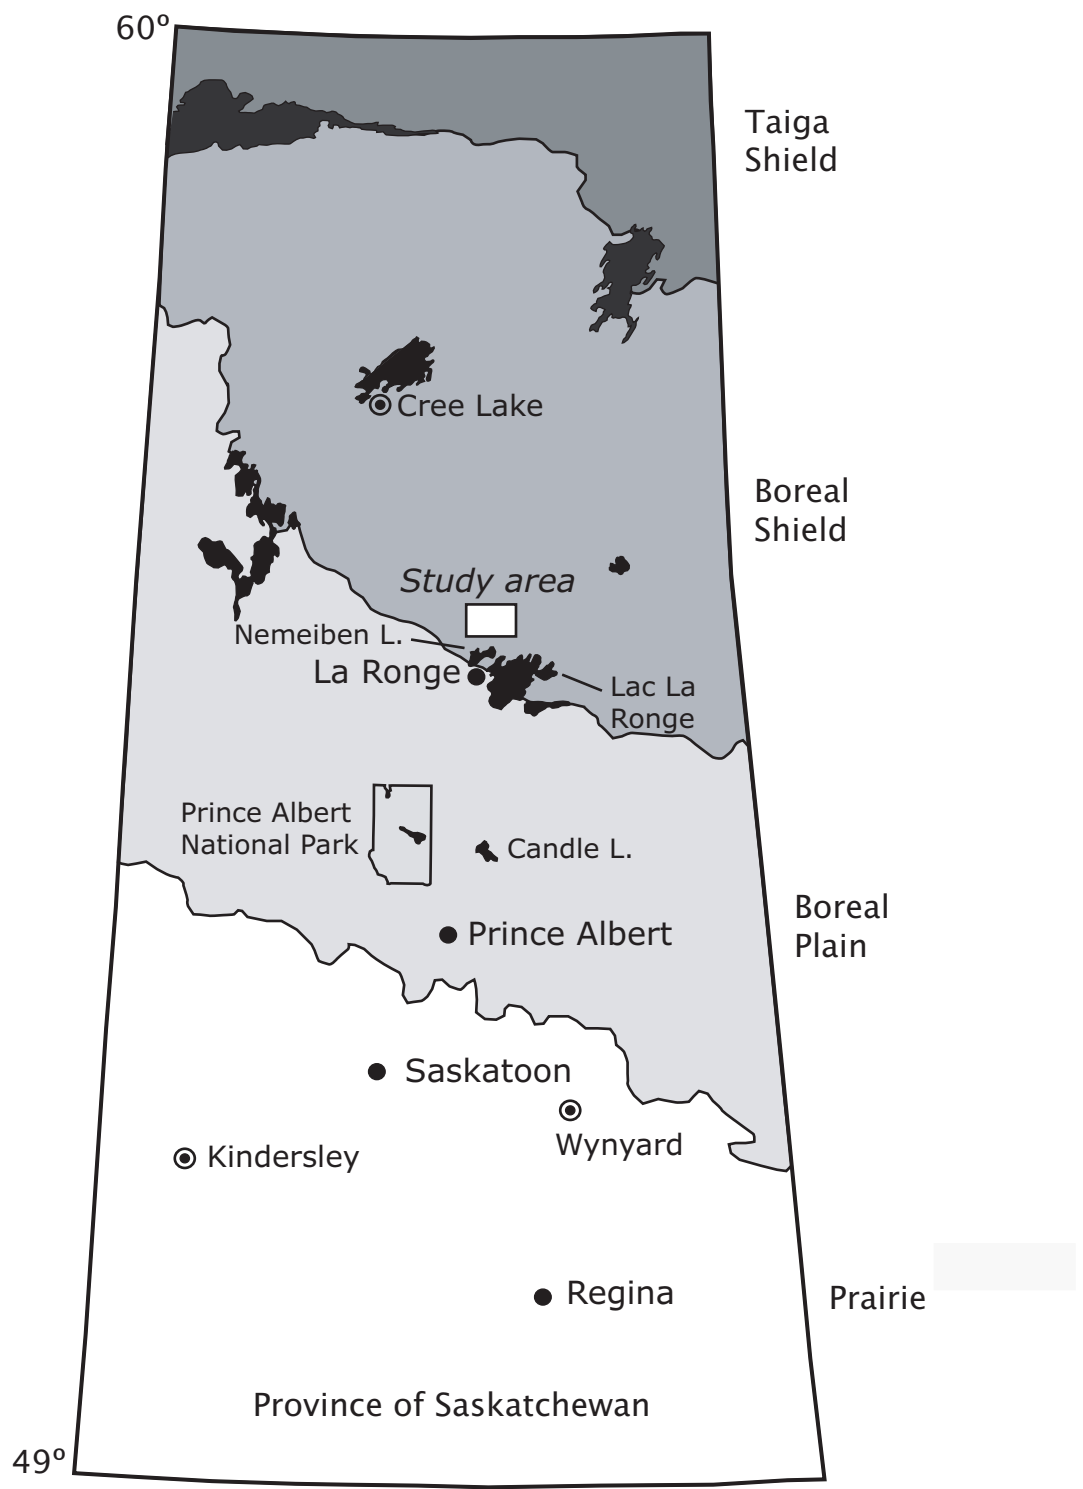 60º
Taiga
Shield
Cree Lake
Boreal
Shield
Study area
Nemeiben L.
La Ronge
Lac La
Ronge
Prince Albert
National Park
Candle L.
Boreal
Plain
Prince Albert
Saskatoon
Wynyard
Kindersley
Regina
Prairie
Province of Saskatchewan
49º